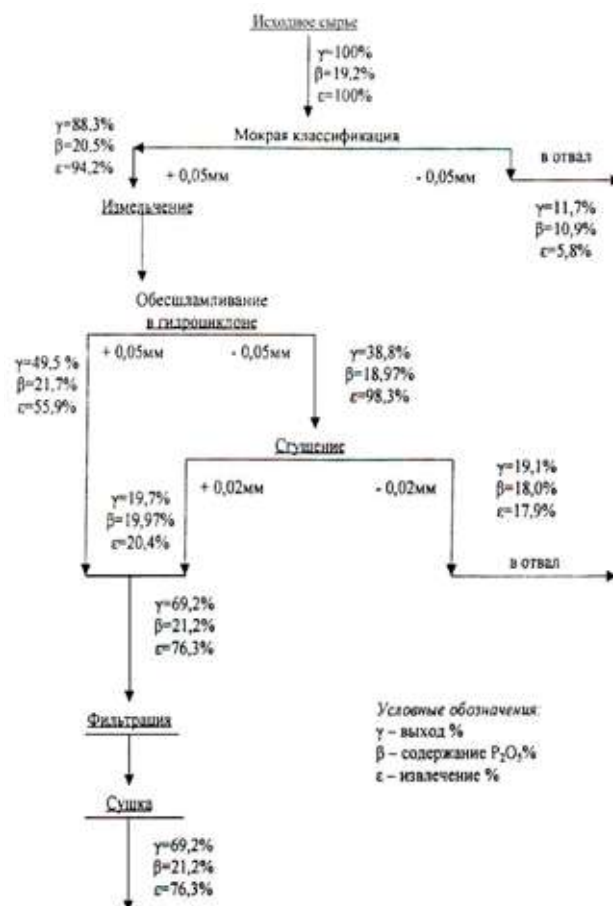 Исходное сырье
γ=100%
β=19,2%
ε=100%
γ=88.3%
β=20.5%
ε=94.2%
Мокрая классификация
в отвал
+ 0,05мм
- 0,05мм
Измельчение
γ=11,7%
β=10,9%
ε=5,8%
Обесшламливание
в гидроциклоне
+ 0,05мм
- 0,05мм
γ=49,5 %
β=21,7%
ε=55,9%
γ=38,8%
β=18,97%
ε=98,3%
Сгушение
+ 0,02мм
- 0,02мм
γ=19,7%
β=19,97%
ε=20,4%
γ=19,1%
β=18,0%
ε=17,9%
в отвал
γ=69,2%
β=21,2%
ε=76,3%
Фильтрация
Сушка
γ=69,2%
β=21,2%
ε=76,3%
Условные обозначения:
γ – выход %
β – содержание P₂O₅%
ε – извлечение %